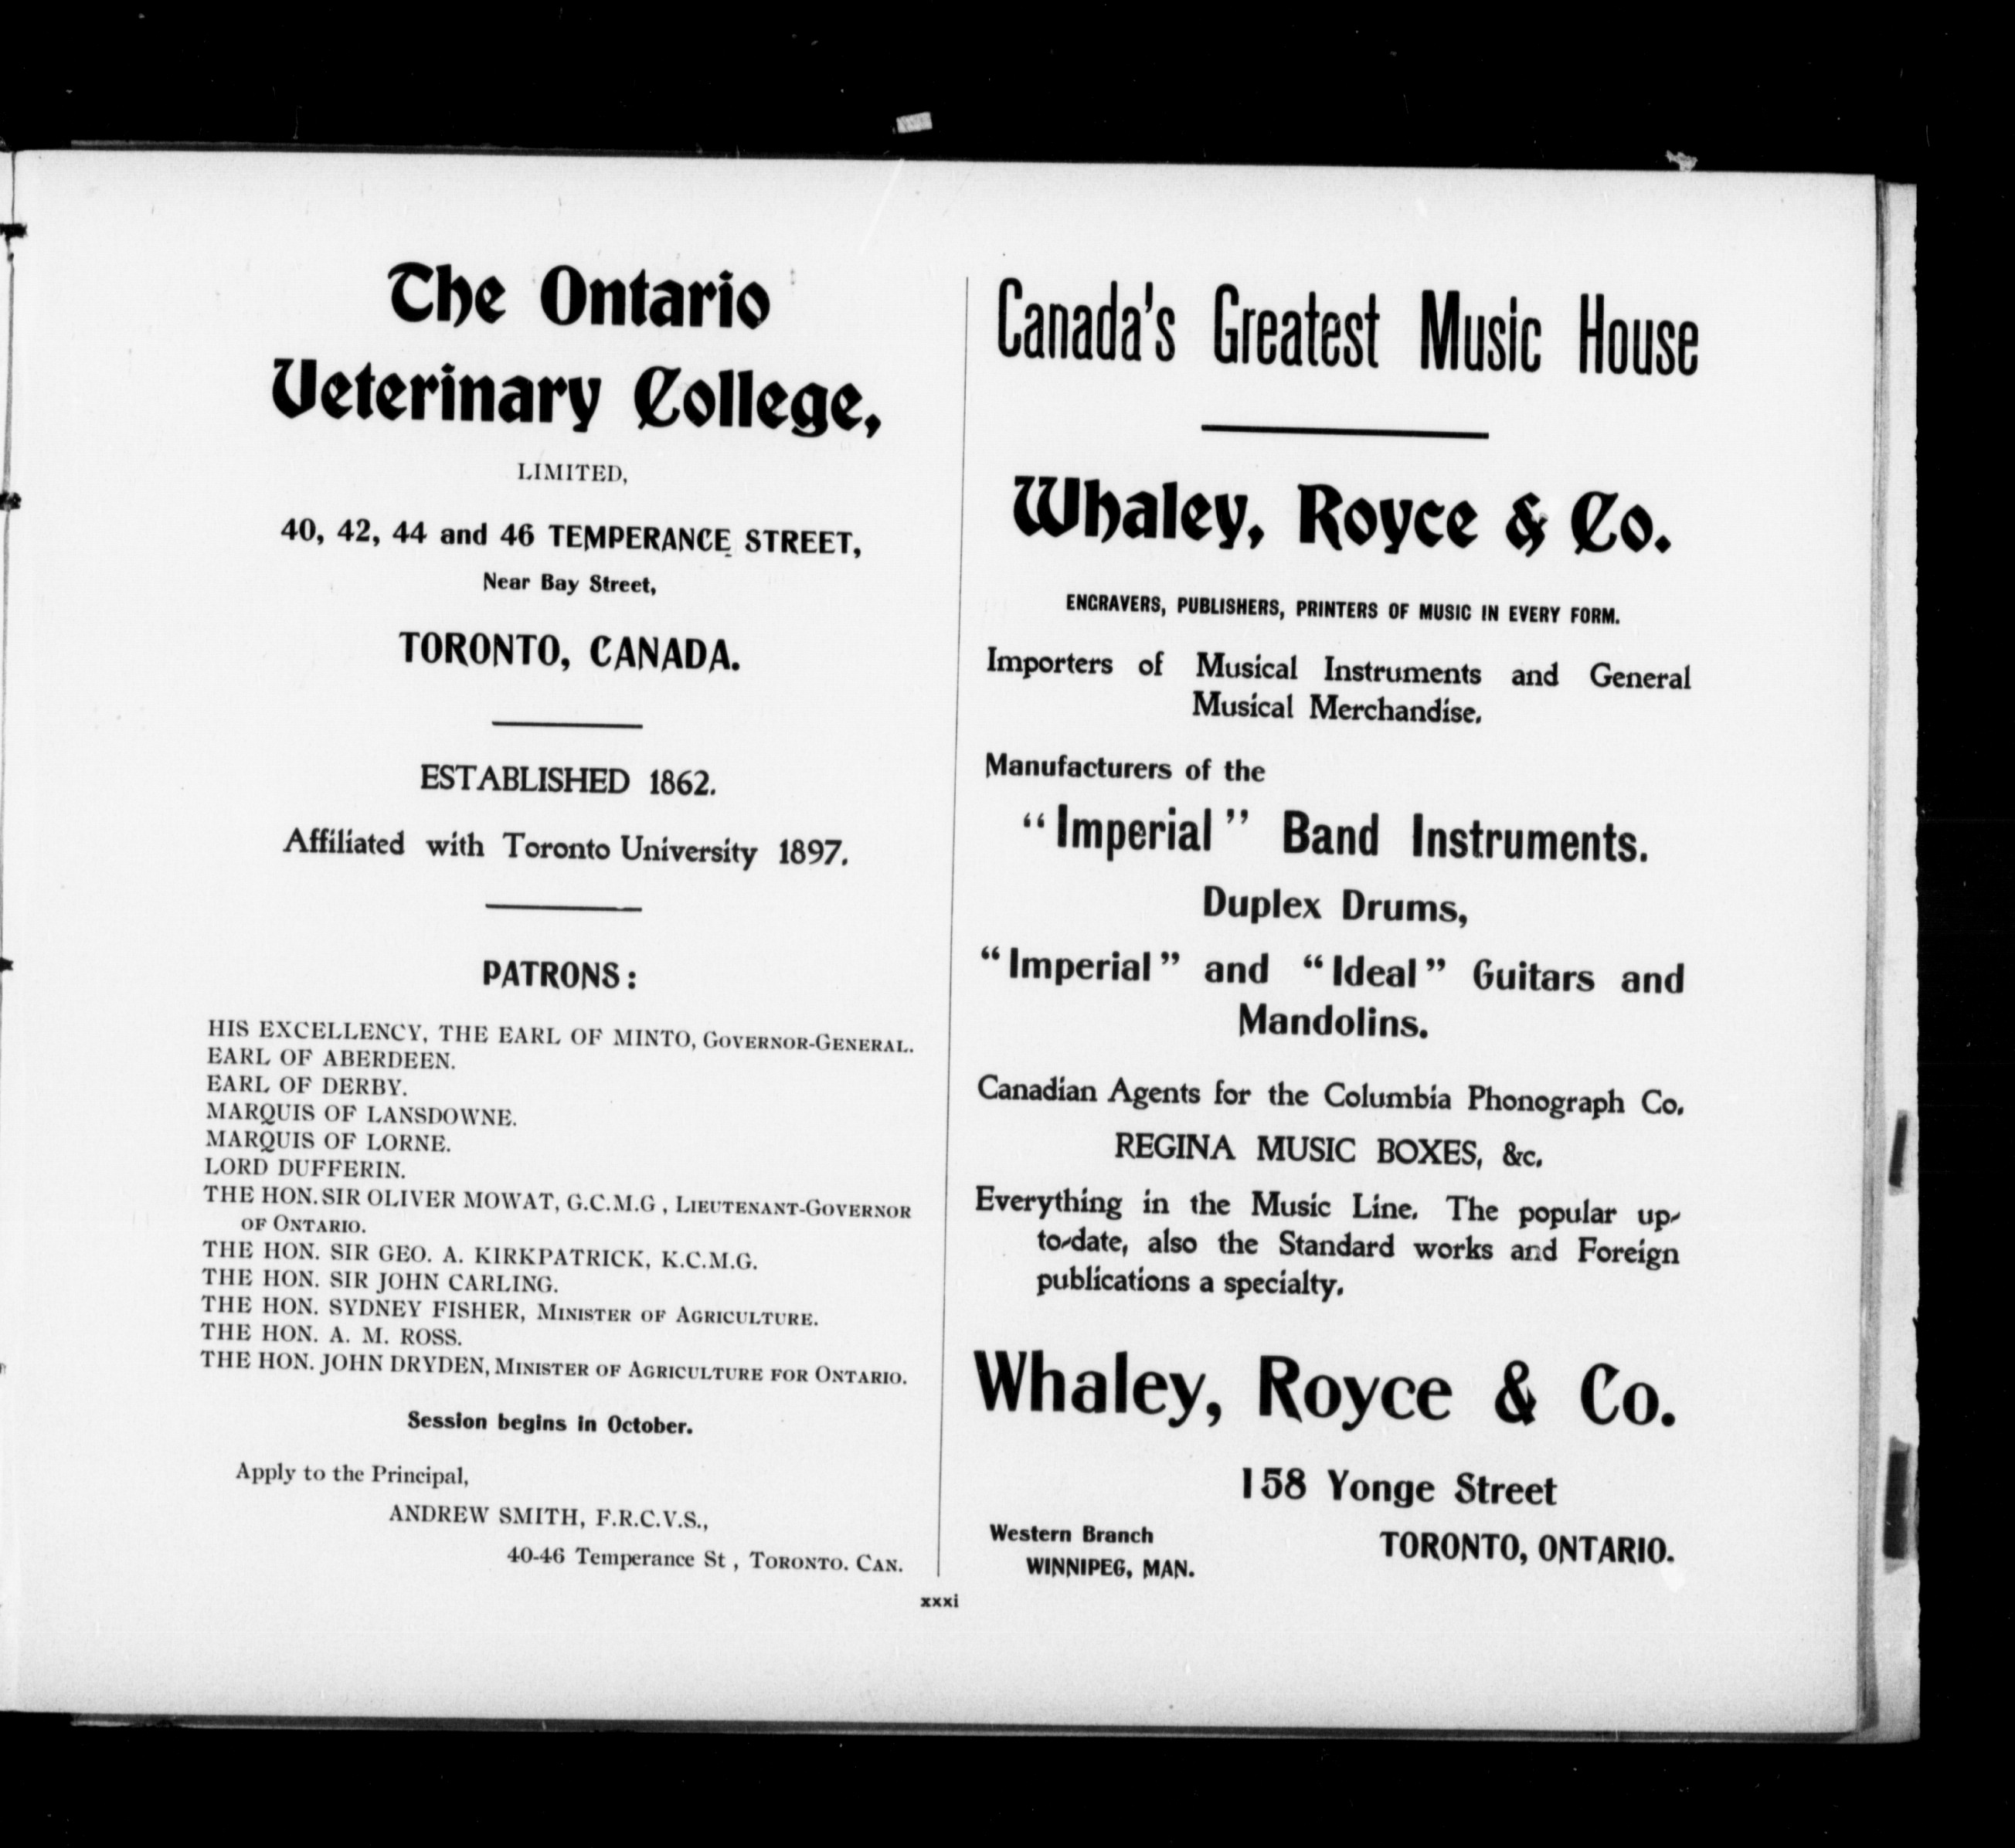 The Ontario
Veterinary College,
LIMITED,
40, 42, 44 and 46 TEMPERANCE STREET,
Near Bay Street,
TORONTO, CANADA.
ESTABLISHED 1862.
Affiliated with Toronto University 1897.
PATRONS:
HIS EXCELLENCY, THE EARL OF MINTO, GOVERNOR-GENERAL.
EARL OF ABERDEEN.
EARL OF DERBY.
MARQUIS OF LANSDOWNE.
MARQUIS OF LORNE.
LORD DUFFERIN.
THE HON. SIR OLIVER MOWAT, G.C.M.G , LIEUTENANT-GOVERNOR
OF ONTARIO.
THE HON. SIR GEO. A. KIRKPATRICK, K.C.M.G.
THE HON. SIR JOHN CARLING.
THE HON. SYDNEY FISHER, MINISTER OF AGRICULTURE.
THE HON. A. M. ROSS.
THE HON. JOHN DRYDEN, MINISTER OF AGRICULTURE FOR ONTARIO.
Session begins in October.
Apply to the Principal,
ANDREW SMITH, F.R.C.V.S.,
40-46 Temperance St , TORONTO. CAN.
Canada's Greatest Music House
Whaley, Royce & Co.
ENGRAVERS, PUBLISHERS, PRINTERS OF MUSIC IN EVERY FORM.
Importers of Musical Instruments and General
Musical Merchandise.
Manufacturers of the
"Imperial" Band Instruments.
Duplex Drums,
"Imperial" and "Ideal" Guitars and
Mandolins.
Canadian Agents for the Columbia Phonograph Co.
REGINA MUSIC BOXES, &c.
Everything in the Music Line. The popular up-
to-date, also the Standard works and Foreign
publications a specialty.
Whaley, Royce & Co.
158 Yonge Street
TORONTO, ONTARIO.
Western Branch
WINNIPEG, MAN.
xxxi